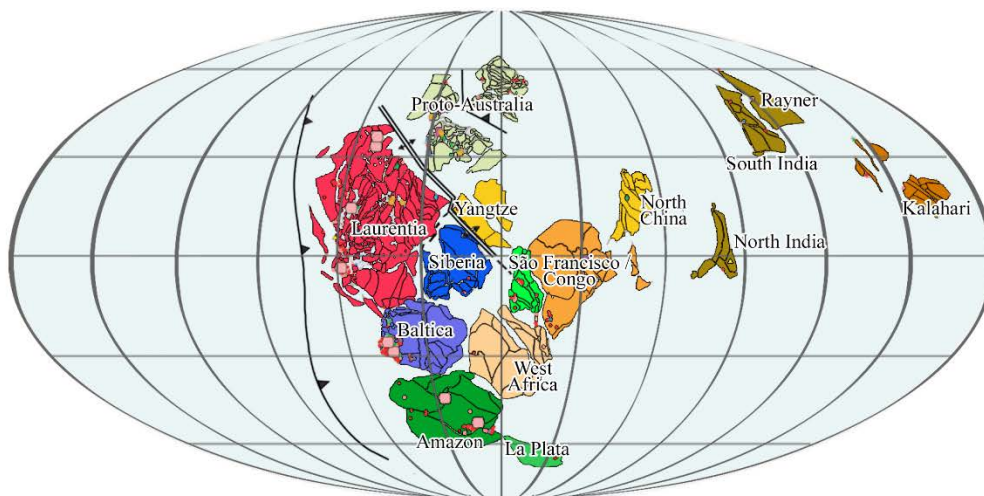 Proto-Australia
Rayner
South India
Kalahari
North
China
Yangtze
Laurentia
North India
Siberia
São Francisco /
Congo
Baltica
West
Africa
Amazon
La Plata